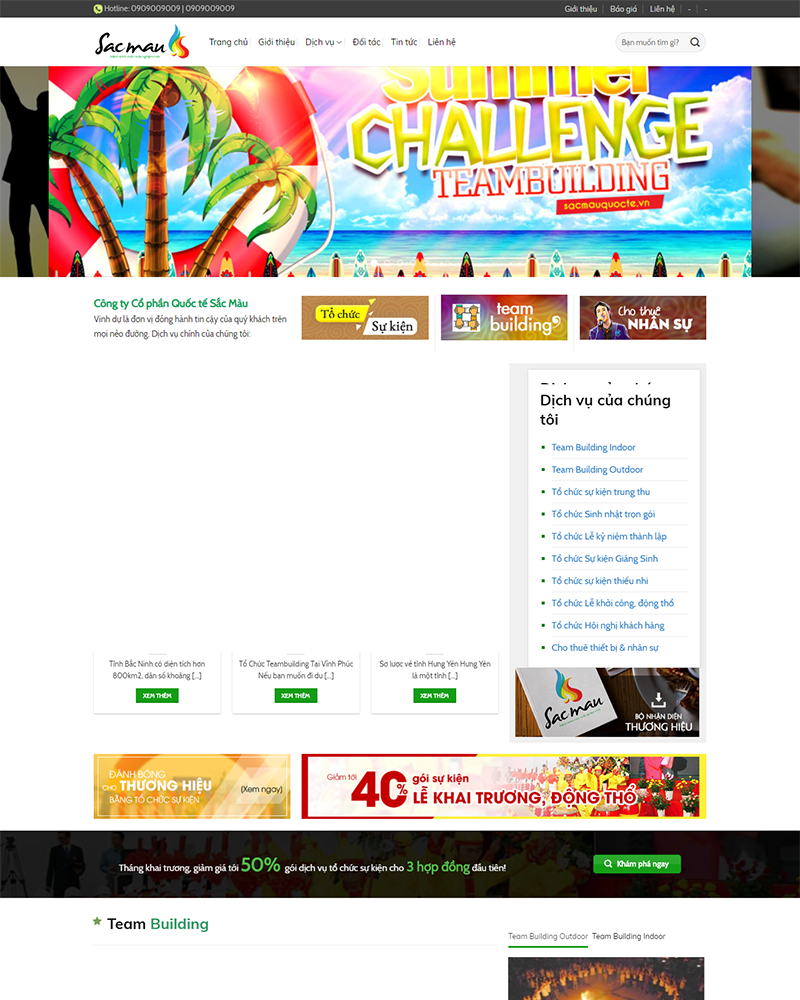 Hotline: 0909009009 | 0909009009
Giới thiệu
Báo giá
Liên hệ
-
-
Sac mau
Trang chủ
Giới thiệu
Dịch vụ
Đối tác
Tin tức
Liên hệ
Bạn muốn tìm gì?
Summer
CHALLENGE
TEAMBUILDING
sacmauquocte.vn
Công ty Cổ phần Quốc tế Sắc Màu
Vinh dự là đơn vị đồng hành tin cậy của quý khách trên
mọi nẻo đường. Dịch vụ chính của chúng tôi:
Tổ chức
Sự kiện
team
building
Cho thuê
NHÂN SỰ
Dịch vụ của chúng
tôi
Team Building Indoor
Team Building Outdoor
Tổ chức sự kiện trung thu
Tổ chức Sinh nhật trọn gói
Tổ chức Lễ kỷ niệm thành lập
Tổ chức Sự kiện Giáng Sinh
Tổ chức sự kiện thiếu nhi
Tổ chức Lễ khởi công, động thổ
Tổ chức Hội nghị khách hàng
Cho thuê thiết bị & nhân sự
Tỉnh Bắc Ninh có diện tích hơn
800km2, dân số khoảng [...]
XEM THÊM
Tổ Chức Teambuilding Tại Vĩnh Phúc
Nếu bạn muốn đi du [...]
XEM THÊM
Sơ lược về tỉnh Hưng Yên Hưng Yên
là một tỉnh [...]
XEM THÊM
Sac mau
BỘ NHẬN DIỆN
THƯƠNG HIỆU
ĐÁNH BÓNG
CHO THƯƠNG HIỆU
BẰNG TỔ CHỨC SỰ KIỆN
(Xem ngay)
Giảm tới
40%
gói sự kiện
LỄ KHAI TRƯƠNG, ĐỘNG THỔ
Tháng khai trương, giảm giá tới 50% gói dịch vụ tổ chức sự kiện cho 3 hợp đồng đầu tiên!
Khám phá ngay
Team Building
Team Building Outdoor
Team Building Indoor